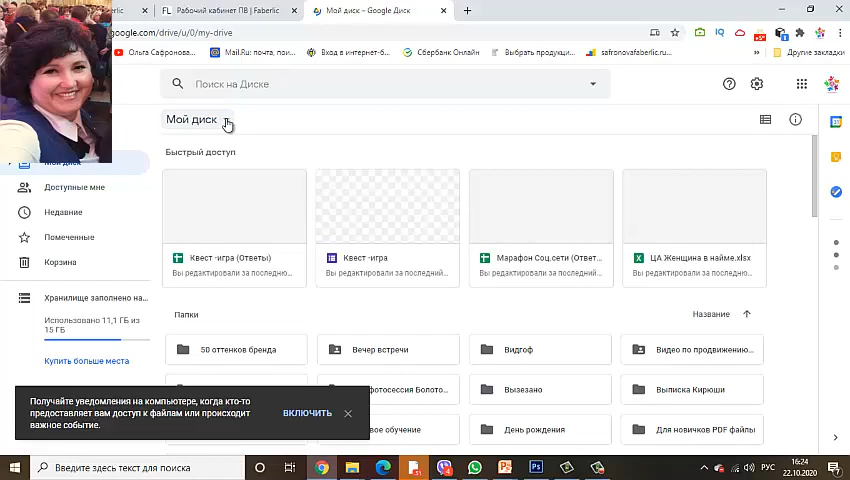 erlic
Рабочий кабинет ПВ | Faberlic
Мой диск – Google Диск
google.com/drive/u/0/my-drive
Ольга Сафронова...
Mail.Ru: почта, пои...
Вход в интернет-б...
Сбербанк Онлайн
Выбрать продукци...
safronovafaberlic.ru...
Другие закладки
Поиск на Диске
Мой диск
Быстрый доступ
Мой диск
Доступные мне
Недавние
Помеченные
Корзина
Хранилище заполнено на...
Использовано 11,1 ГБ из
15 ГБ
Купить больше места
Квест -игра (Ответы)
Вы редактировали за последню...
Квест -игра
Вы редактировали за последний...
Марафон Соц.сети (Ответ...
Вы редактировали за последний...
ЦА Женщина в найме.xlsx
Вы редактировали за последний...
Папки
Название
50 оттенков бренда
Вечер встречи
Видгоф
Видео по продвижению...
фотосессия Болото...
Вызезано
Выписка Кирюши
вое обучение
День рождения
Для новичков PDF файлы
Получайте уведомления на компьютере, когда кто-то
предоставляет вам доступ к файлам или происходит
важное событие.
ВКЛЮЧИТЬ
Введите здесь текст для поиска
31
РУС
16:24
22.10.2020